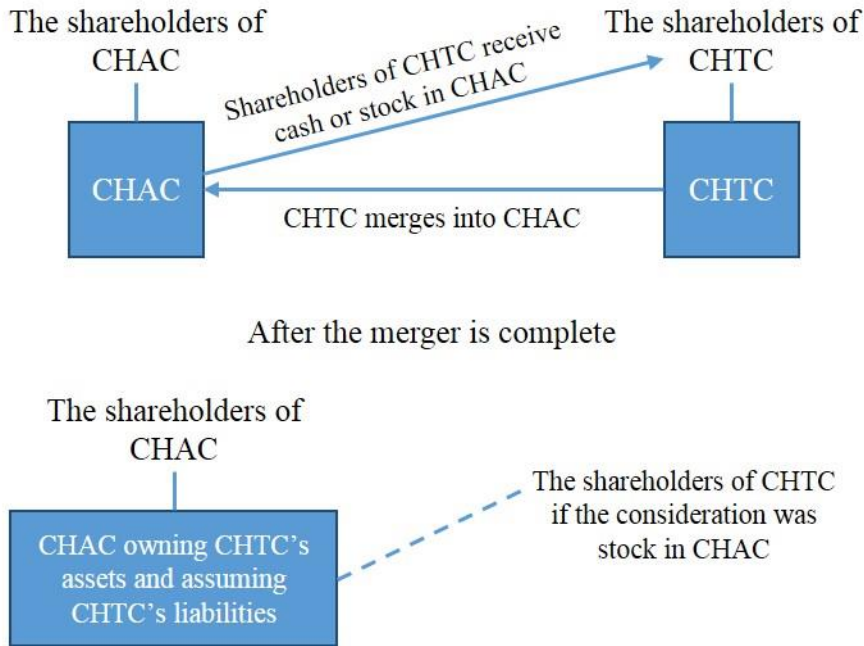 The shareholders of
CHAC
The shareholders of
CHTC
Shareholders of CHTC receive
cash or stock in CHAC
CHAC
CHTC
CHTC merges into CHAC
After the merger is complete
The shareholders of
CHAC
CHAC owning CHTC’s
assets and assuming
CHTC’s liabilities
The shareholders of CHTC
if the consideration was
stock in CHAC